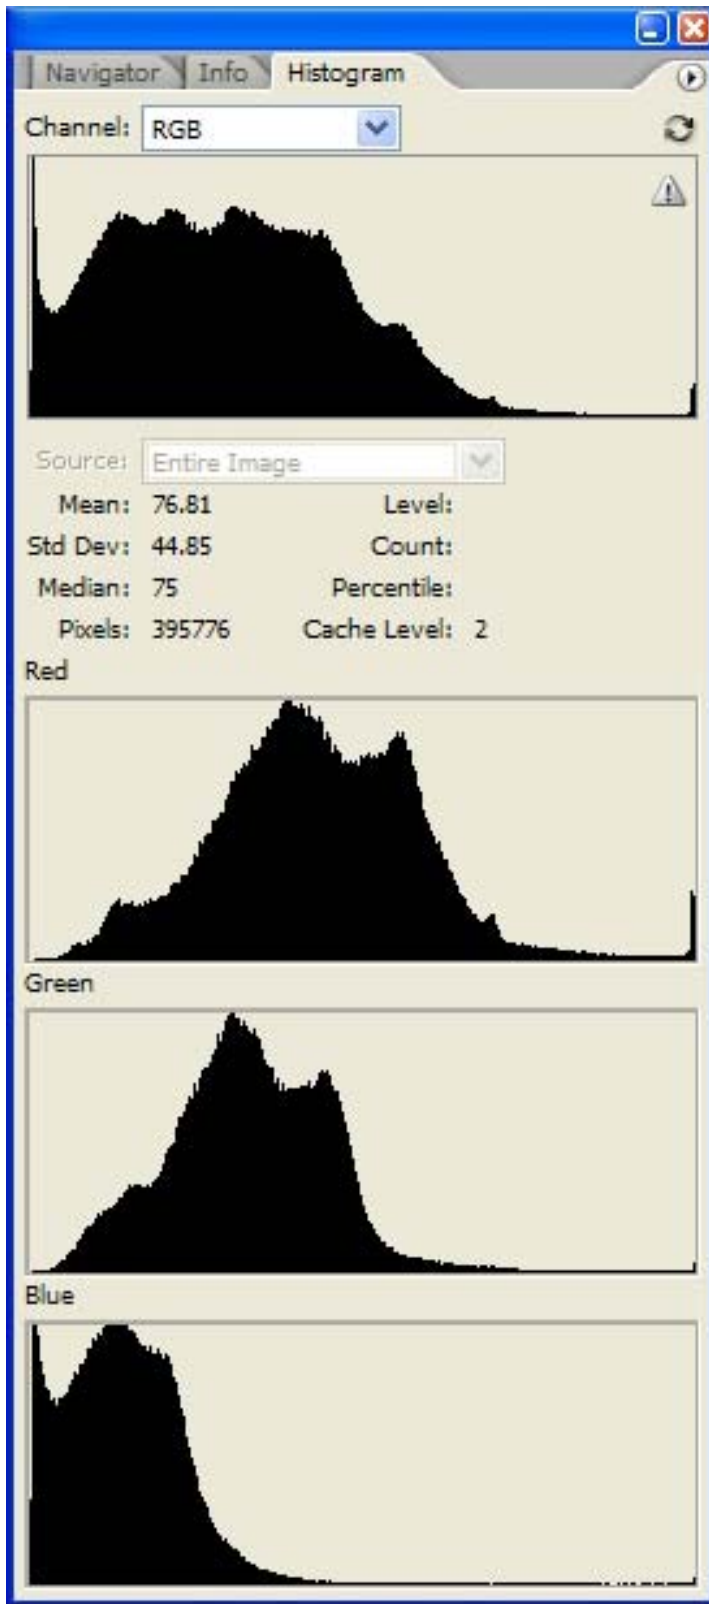 Navigator Info Histogram
Channel: RGB
Source: Entire Image
Mean: 76.81 Level:
Std Dev: 44.85 Count:
Median: 75 Percentile:
Pixels: 395776 Cache Level: 2
Red
Green
Blue